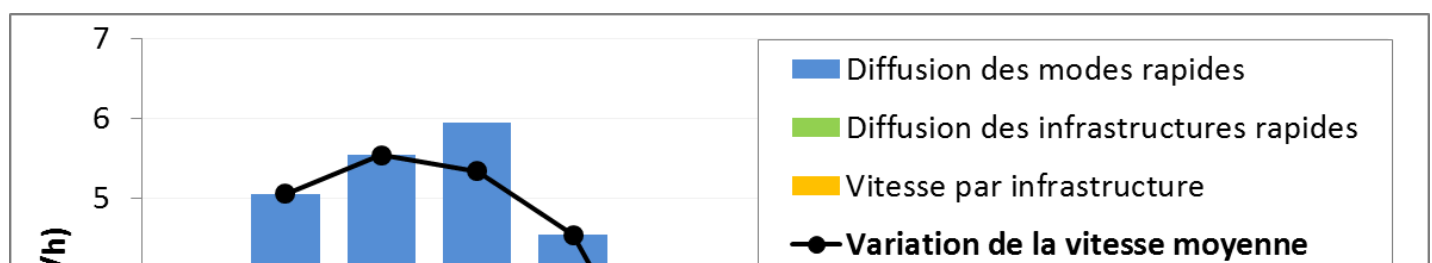 7
6
5
/h)
Diffusion des modes rapides
Diffusion des infrastructures rapides
Vitesse par infrastructure
Variation de la vitesse moyenne